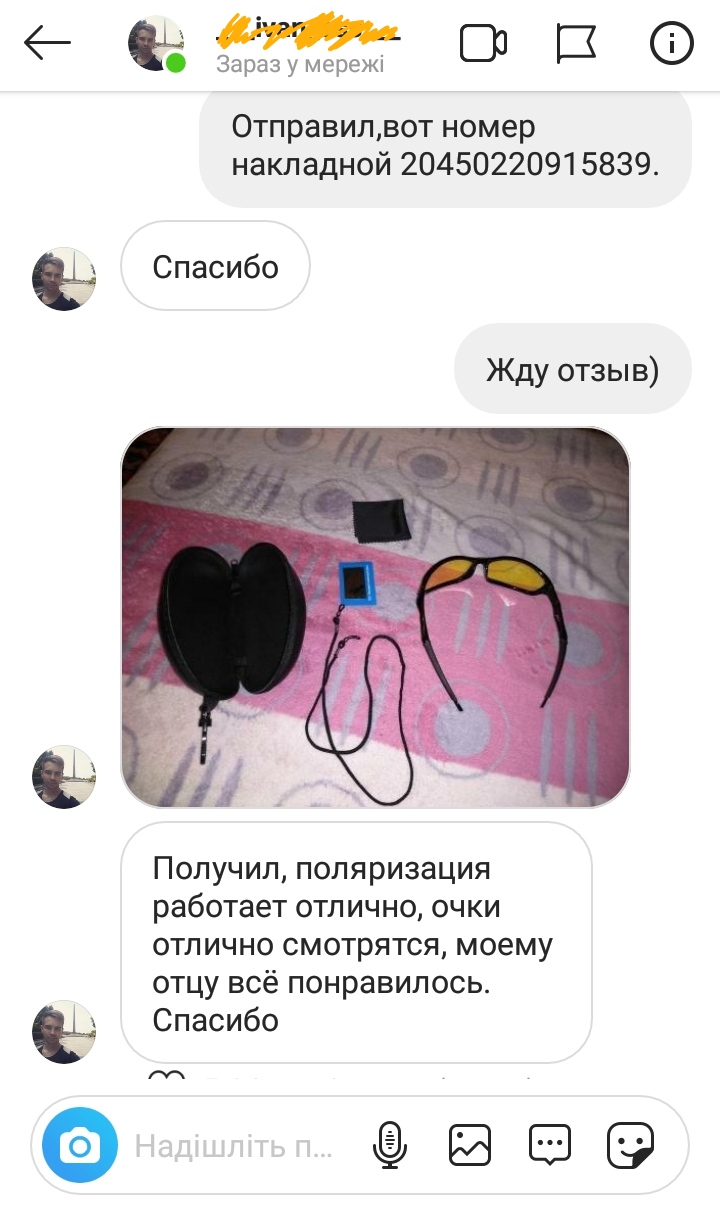 Зараз у мережі
Отправил,вот номер
накладной 20450220915839.
Спасибо
Жду отзыв)
Получил, поляризация
работает отлично, очки
отлично смотрятся, моему
отцу всё понравилось.
Спасибо
Надішліть п...